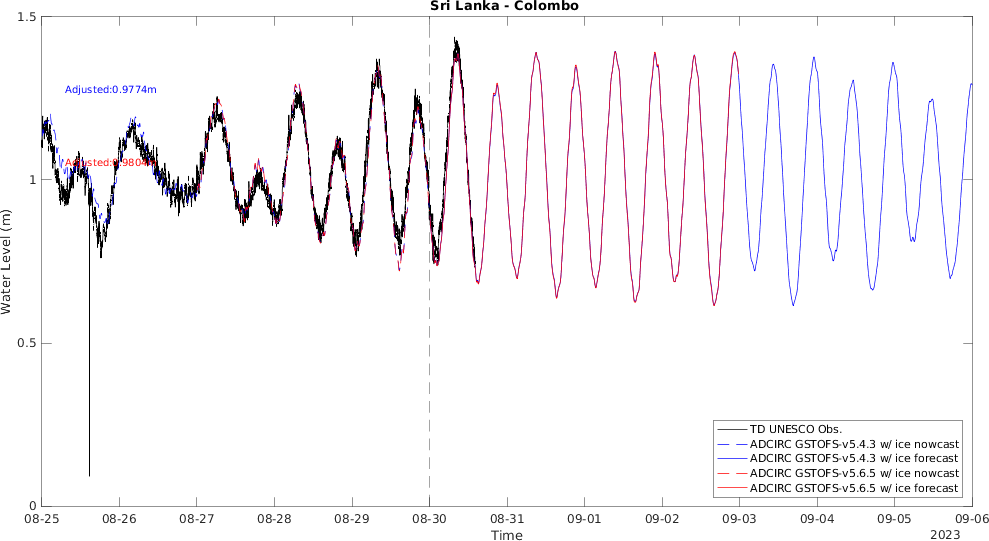 Sri Lanka - Colombo
1.5
Adjusted:0.9774m
Adjusted:0.9804m
1
Water Level (m)
0.5
TD UNESCO Obs.
ADCIRC GSTOFS-v5.4.3 w/ ice nowcast
ADCIRC GSTOFS-v5.4.3 w/ ice forecast
ADCIRC GSTOFS-v5.6.5 w/ ice nowcast
ADCIRC GSTOFS-v5.6.5 w/ ice forecast
0
08-25 08-26 08-27 08-28 08-29 08-30 08-31 09-01 09-02 09-03 09-04 09-05 09-06
Time
2023